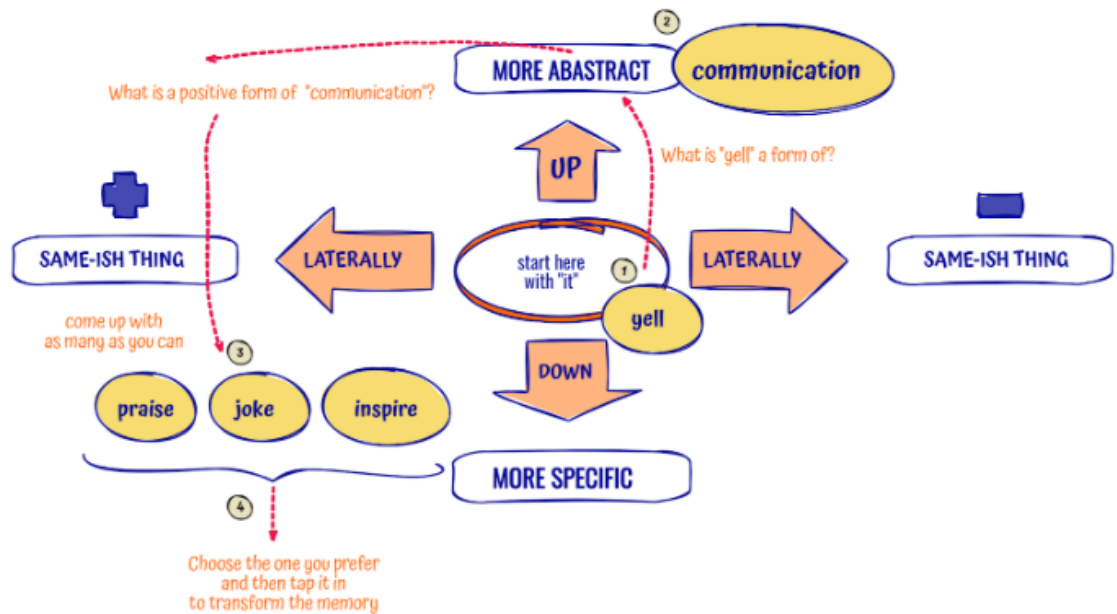 2
MORE ABASTRACT
communication
What is a positive form of "communication"?
What is "yell" a form of?
UP
SAME-ISH THING
LATERALLY
start here
with "it"
1
LATERALLY
SAME-ISH THING
yell
come up with
as many as you can
3
DOWN
praise
joke
inspire
MORE SPECIFIC
4
Choose the one you prefer
and then tap it in
to transform the memory